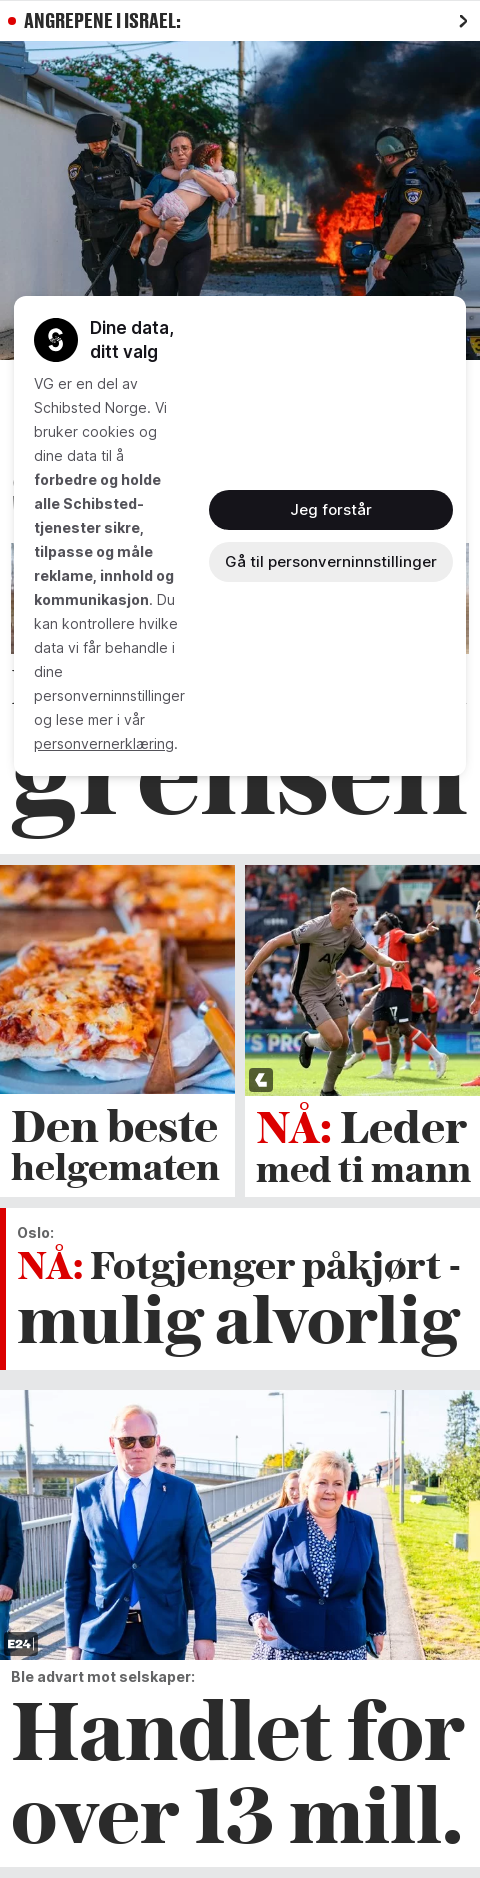 ANGREPENE I ISRAEL:
Dine data,
ditt valg
VG er en del av
Schibsted Norge. Vi
bruker cookies og
dine data til å
forbedre og holde
alle Schibsted-
tjenester sikre,
tilpasse og måle
reklame, innhold og
kommunikasjon. Du
kan kontrollere hvilke
data vi får behandle i
dine
personverninnstillinger
og lese mer i vår
personvernerklæring.
Jeg forstår
Gå til personverninnstillinger
grensen
Den beste
helgematen
NÅ: Leder
med ti mann
Oslo:
NÅ: Fotgjenger påkjørt -
mulig alvorlig
E24
Ble advart mot selskaper:
Handlet for
over 13 mill.